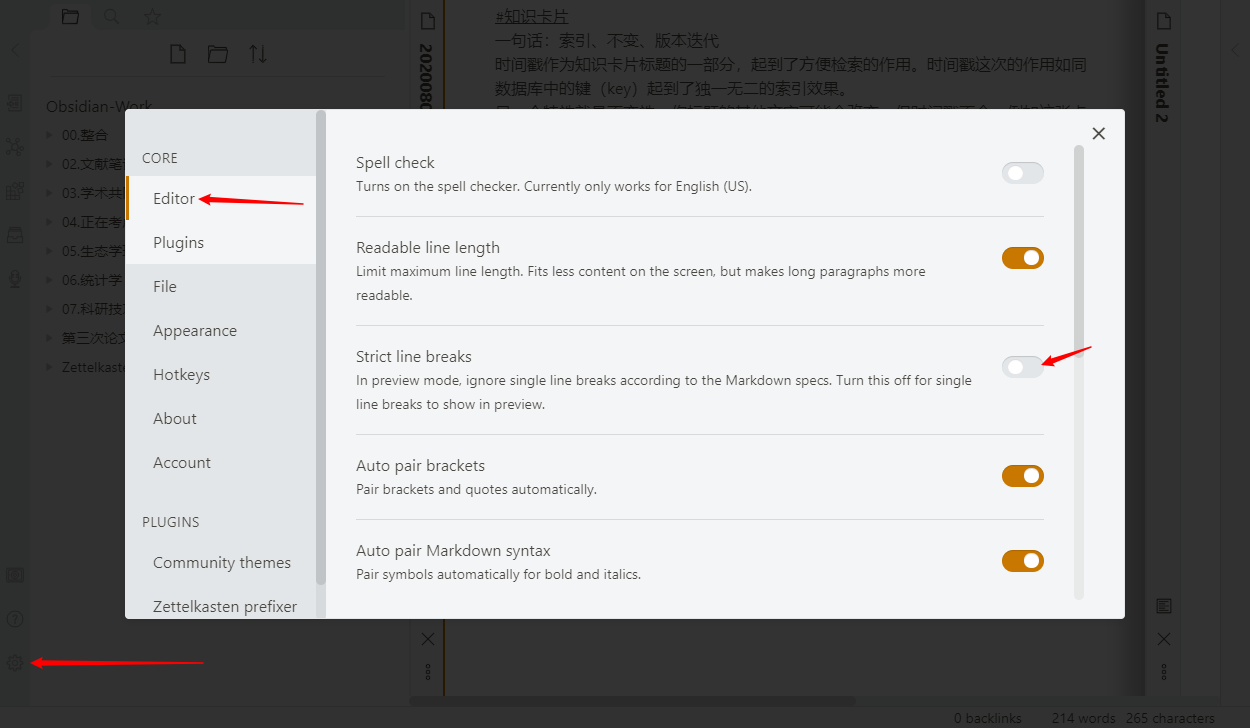 #知识卡片
一句话：索引、不变、版本迭代
时间戳作为知识卡片标题的一部分，起到了方便检索的作用。时间戳这次的作用如同
数据库中的键（key）起到了独一无二的索引效果。
2020080
Untitled 2
Obsidian-Work
00.整合
02.文献笔
03.学术共
04.正在考
05.生态学
06.统计学
07.科研技
第三次论文
Zettelkaste
CORE
Editor
Plugins
File
Appearance
Hotkeys
About
Account
PLUGINS
Community themes
Zettelkasten prefixer
Spell check
Turns on the spell checker. Currently only works for English (US).
Readable line length
Limit maximum line length. Fits less content on the screen, but makes long paragraphs more
readable.
Strict line breaks
In preview mode, ignore single line breaks according to the Markdown specs. Turn this off for single
line breaks to show in preview.
Auto pair brackets
Pair brackets and quotes automatically.
Auto pair Markdown syntax
Pair symbols automatically for bold and italics.
0 backlinks
214 words
265 characters